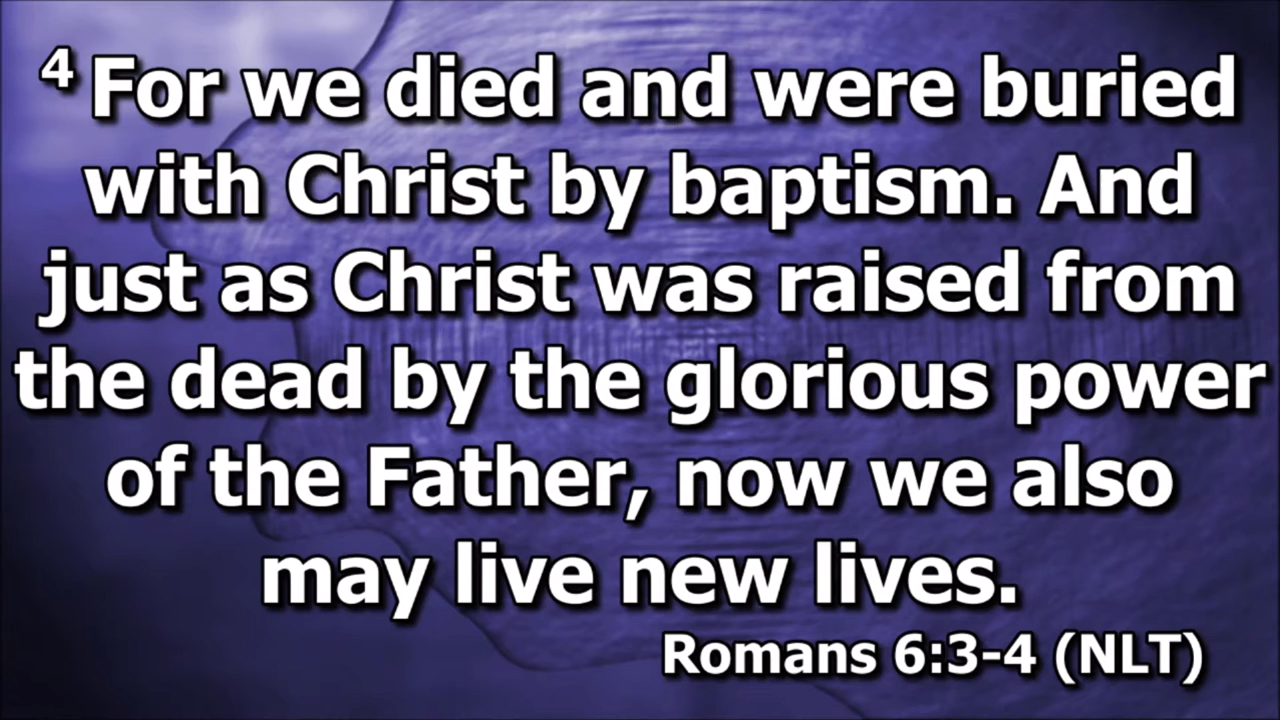 4 For we died and were buried
with Christ by baptism. And
just as Christ was raised from
the dead by the glorious power
of the Father, now we also
may live new lives.
Romans 6:3-4 (NLT)